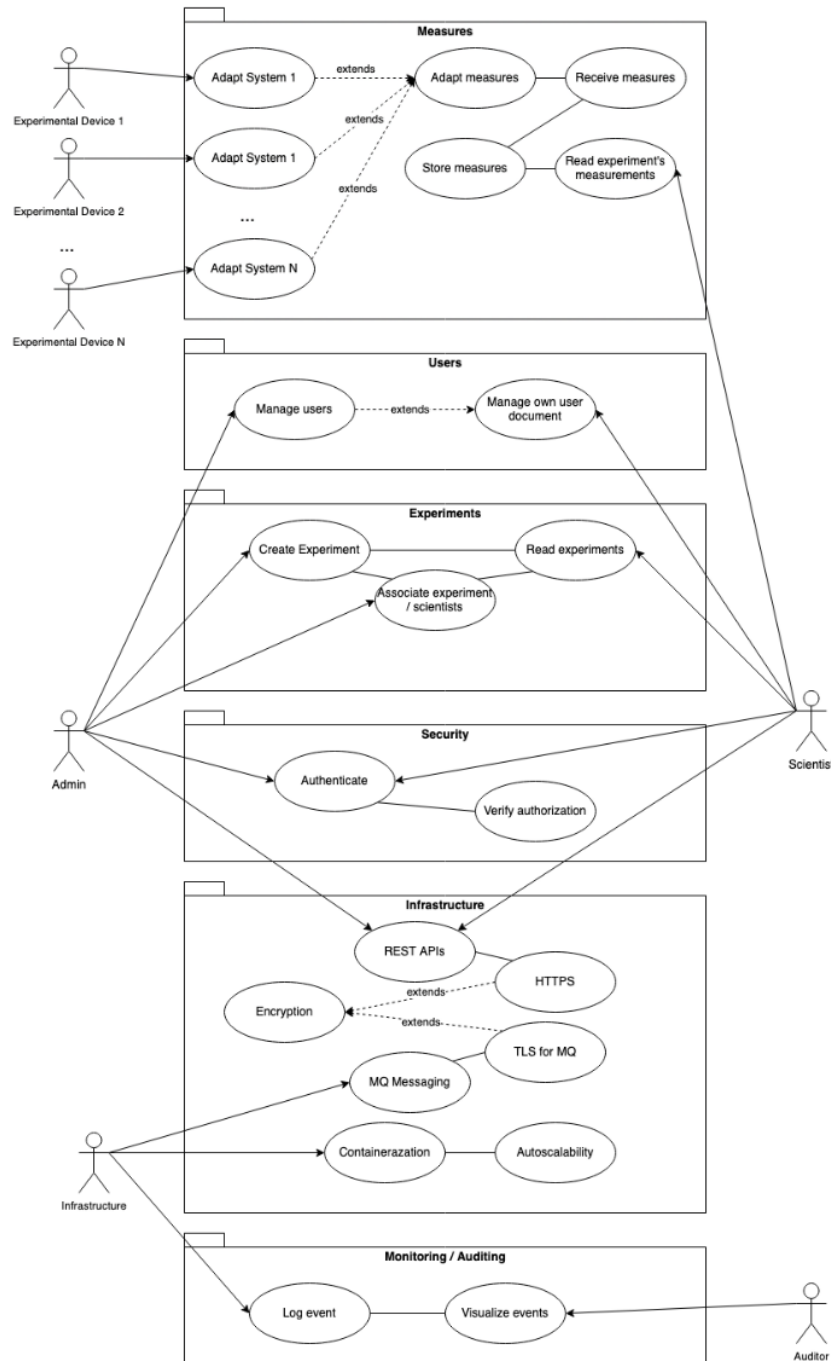 Measures
Adapt System 1
extends
Adapt measures
Receive measures
Experimental Device 1
extends
Adapt System 1
Store measures
Read experiment's
measurements
extends
Experimental Device 2
...
...
Adapt System N
Experimental Device N
Users
Manage users
extends
Manage own user
document
Experiments
Create Experiment
Read experiments
Associate experiment
/ scientists
Security
Authenticate
Verify authorization
Admin
Scientis
Infrastructure
REST APIs
HTTPS
extends
Encryption
extends
TLS for MQ
MQ Messaging
Containerazation
Autoscalability
Infrastructure
Monitoring / Auditing
Log event
Visualize events
Auditor